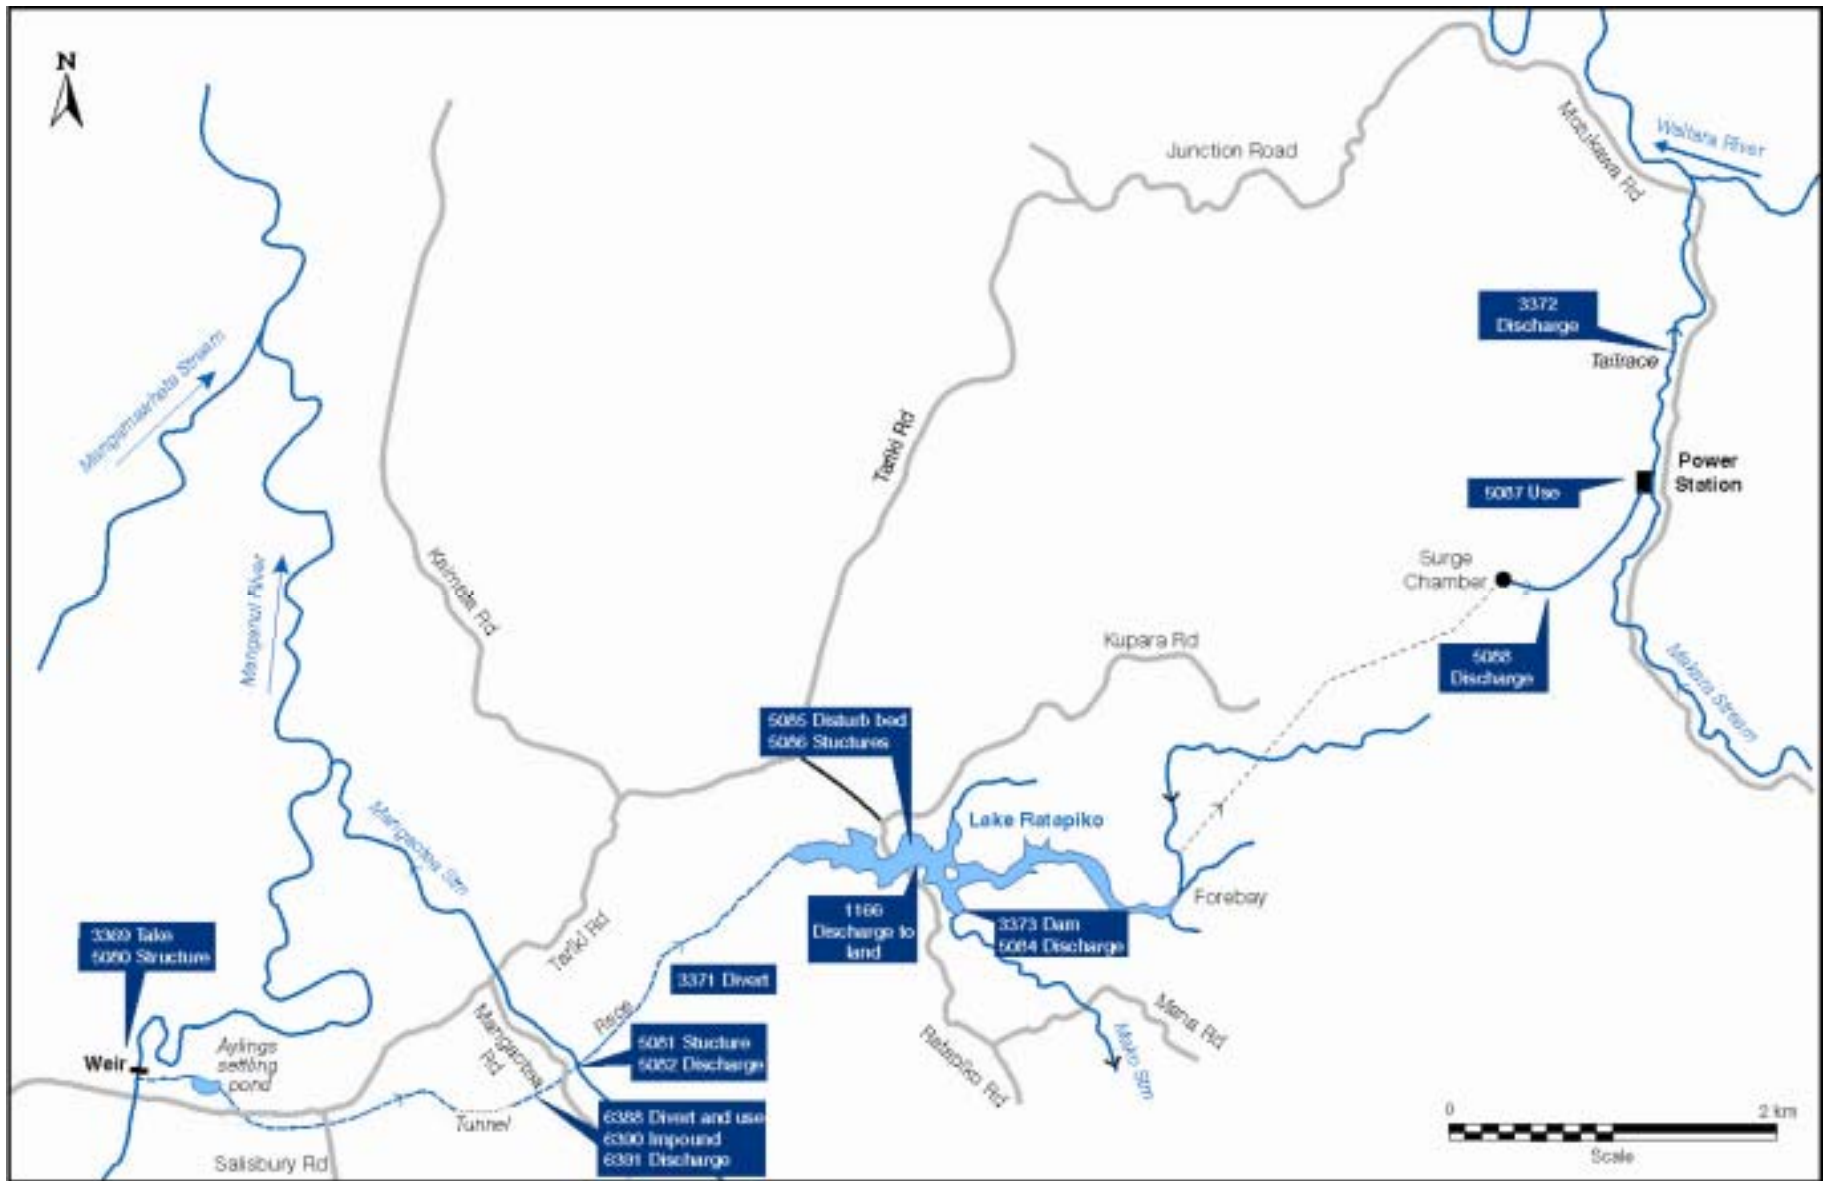 N
Junction Road
Motukawa Rd
Waitara River
3372
Discharge
Tailrace
Mangamaehata Stream
Tariki Rd
Power
Station
5087 Use
Surge
Chamber
Manganui River
Kaimata Rd
Kupara Rd
5088
Discharge
Makara Stream
5085 Disturb bed
5086 Stuctures
Lake Ratapiko
Mangaotea Stm
Forebay
1166
Discharge to
land
3373 Dam
5084 Discharge
3369 Take
5080 Structure
Tariki Rd
3371 Divert
Race
Mangaotea
Rd
5081 Stucture
5082 Discharge
Ratapiko Rd
Mana Rd
Mako Stm
Weir
Aylings
settling
pond
Tunnel
6388 Divert and use
6390 Impound
6391 Discharge
Salisbury Rd
0 2 km
Scale